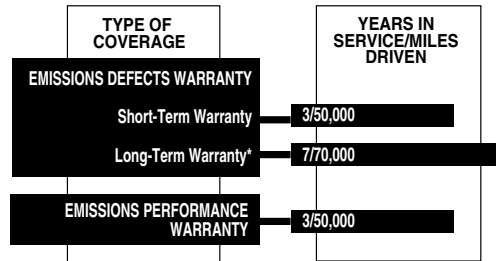 TYPE OF
COVERAGE
YEARS IN
SERVICE/MILES
DRIVEN
EMISSIONS DEFECTS WARRANTY
Short-Term Warranty
3/50,000
Long-Term Warranty*
7/70,000
EMISSIONS PERFORMANCE
WARRANTY
3/50,000